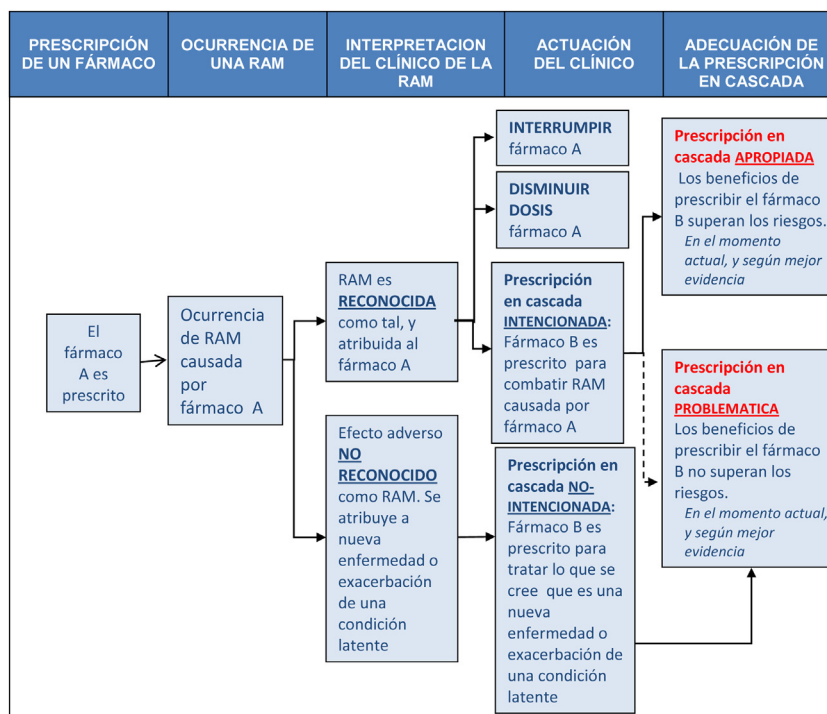 PRESCRIPCIÓN
DE UN FÁRMACO
OCURRENCIA DE
UNA RAM
INTERPRETACION
DEL CLÍNICO DE LA
RAM
ACTUACIÓN
DEL CLÍNICO
ADECUACIÓN DE
LA PRESCRIPCIÓN
EN CASCADA
El
fármaco
A es
prescrito
Ocurrencia
de RAM
causada
por
fármaco A
RAM es
RECONOCIDA
como tal, y
atribuida al
fármaco A
Efecto adverso
NO
RECONOCIDO
como RAM. Se
atribuye a
nueva
enfermedad o
exacerbación
de una
condición
latente
INTERRUMPIR
fármaco A
DISMINUIR
DOSIS
fármaco A
Prescripción
en cascada
INTENCIONADA:
Fármaco B es
prescrito para
combatir RAM
causada por
fármaco A
Prescripción en
cascada NO-
INTENCIONADA:
Fármaco B es
prescrito para
tratar lo que se
cree que es una
nueva
enfermedad o
exacerbación de
una condición
latente
Prescripción en
cascada APROPIADA
Los beneficios de
prescribir el fármaco
B superan los riesgos.
En el momento
actual, y según mejor
evidencia
Prescripción en
cascada
PROBLEMATICA
Los beneficios de
prescribir el fármaco
B no superan los
riesgos.
En el momento actual,
y según mejor
evidencia